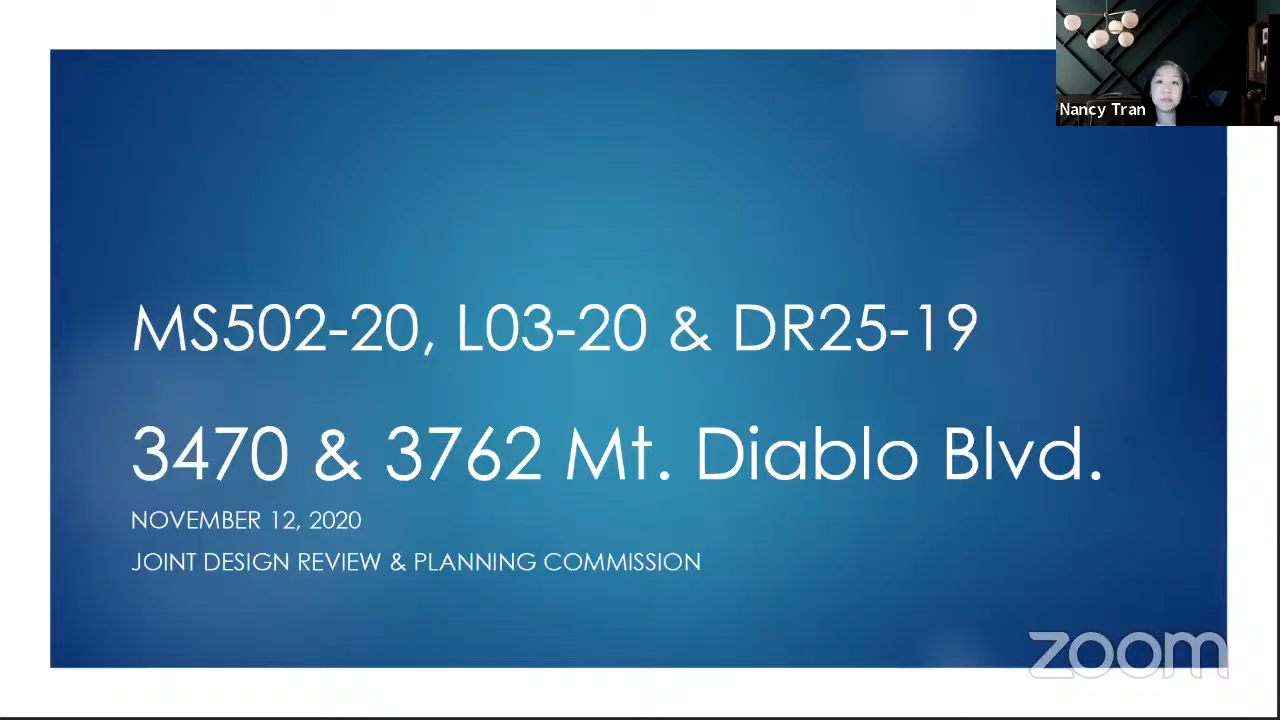 Nancy Tran
MS502-20, L03-20 & DR25-19
3470 & 3762 Mt. Diablo Blvd.
NOVEMBER 12, 2020
JOINT DESIGN REVIEW & PLANNING COMMISSION
zoom